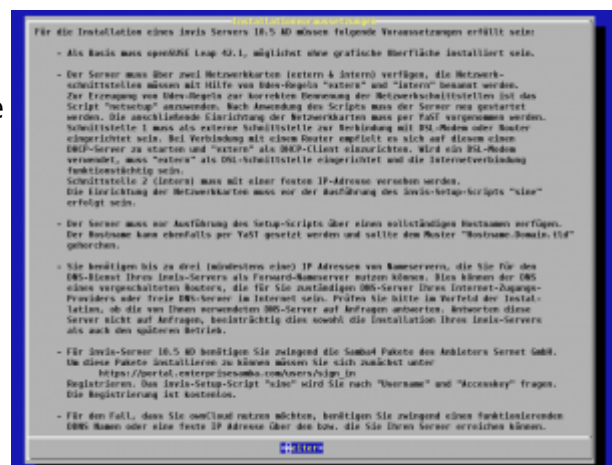 e
Installationsvoraussetzungen
Für die Installation eines invis Servers 10.5 AD müssen folgende Voraussetzungen erfüllt sein:
- Als Basis muss openSUSE Leap 42.1, möglichst ohne grafische Oberfläche installiert sein.
- Der Server muss über zwei Netzwerkkarten (extern & intern) verfügen, die Netzwerk-
schnittstellen müssen mit Hilfe von Udev-Regeln "extern" und "intern" benannt werden.
Zur Erzeugung von Udev-Regeln zur korrekten Benennung der Netzwerkschnittstellen ist das
Script "netsetup" anzuwenden. Nach Anwendung des Scripts muss der Server neu gestartet
werden. Die anschließende Einrichtung der Netzwerkkarten muss per YaST vorgenommen werden.
Schnittstelle 1 muss als externe Schnittstelle zur Verbindung mit DSL-Modem oder Router
eingerichtet sein. Bei Verbindung mit einem Router empfielt es sich auf diesem einen
DHCP-Server zu starten und "extern" als DHCP-Client einzurichten. Wird ein DSL-Modem
verwendet, muss "extern" als DSL-Schnittstelle eingerichtet und die Internetverbindung
funktionstüchtig sein.
Schnittstelle 2 (intern) muss mit einer festen IP-Adresse versehen werden.
Die Einrichtung der Netzwerkkarten muss vor der Ausführung des invis-Setup-Scripts "sine"
erfolgt sein.
- Der Server muss vor Ausführung des Setup-Scripts über einen vollständigen Hostnamen verfügen.
Der Hostname kann ebenfalls per YaST gesetzt werden und sollte dem Muster "Hostname.Domain.tld"
gehorchen.
- Sie benötigen bis zu drei (mindestens eine) IP Adressen von Nameservern, die Sie für den
DNS-Dienst Ihres invis-Servers als Forward-Nameserver nutzen können. Dies können der DNS
eines vorgeschalteten Routers, die für Sie zuständigen DNS-Server Ihres Internet-Zugangs-
Providers oder freie DNS-Server im Internet sein. Prüfen Sie bitte im Vorfeld der Instal-
lation, ob die von Ihnen verwendeten DNS-Server auf Anfragen antworten. Antworten diese
Server nicht auf Anfragen, beeinträchtig dies sowohl die Installation Ihres invis-Servers
als auch den späteren Betrieb.
- Für invis-Server 10.5 AD benötigen Sie zwingend die Samba4 Pakete des Anbieters Sernet GmbH.
Um diese Pakete installieren zu können müssen Sie sich zunächst unter
https://portal.enterprisesamba.com/users/sign_in
Registrieren. Das invis-Setup-Script "sine" wird Sie nach "Username" und "Accesskey" fragen.
Die Registrierung ist kostenlos.
- Für den Fall, dass Sie ownCloud nutzen möchten, benötigen Sie zwingend einen funktionierenden
DDNS Namen oder eine feste IP Adresse über den bzw. die Sie Ihren Server erreichen können.
Weiter»